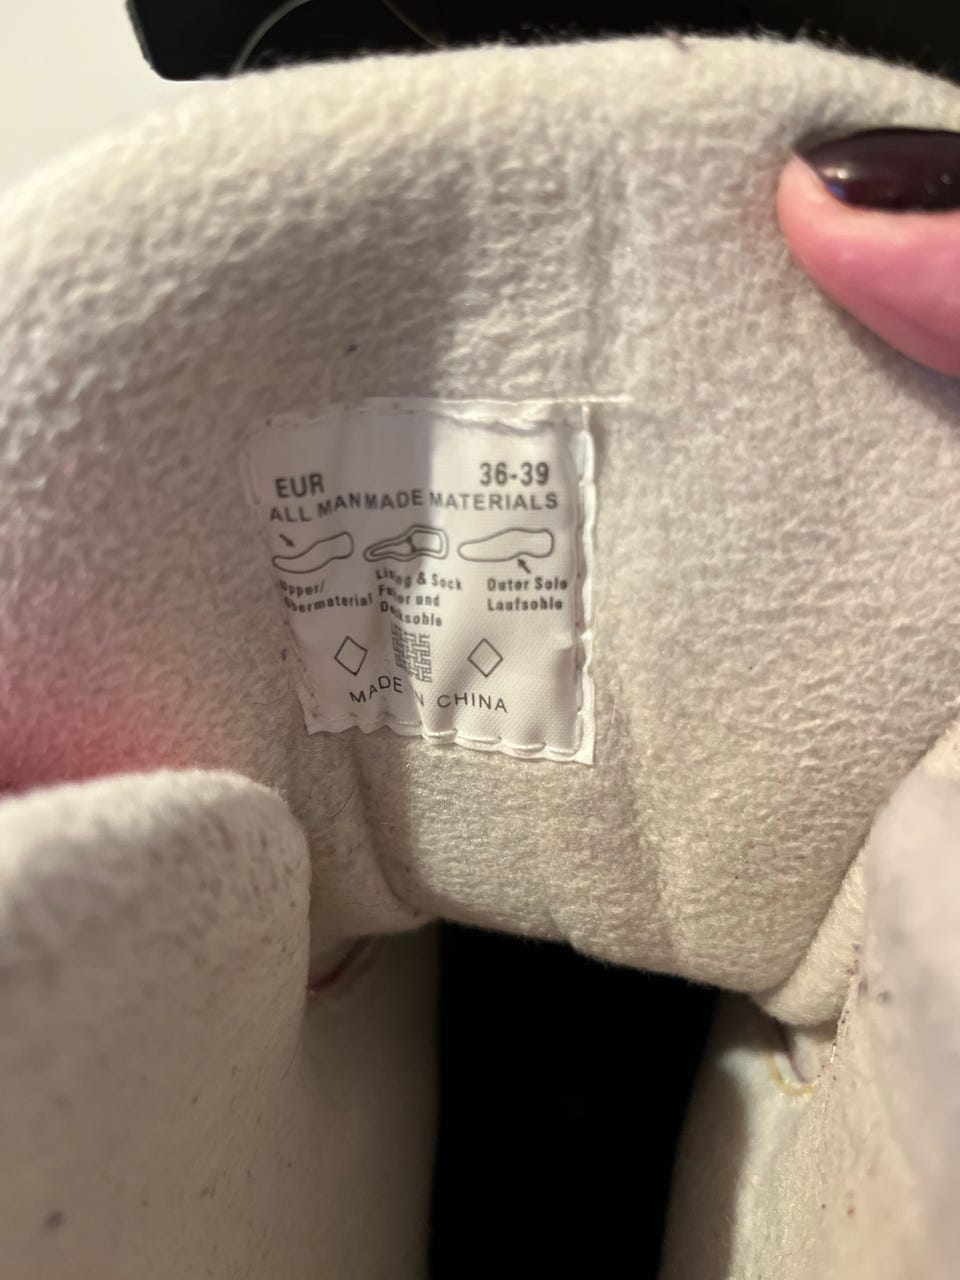 EUR 36-39
ALL MANMADE MATERIALS
Upper/
Obermaterial
Lining & Sock
Futter und
Decksohle
Outer Sole
Laufsohle
MADE IN CHINA